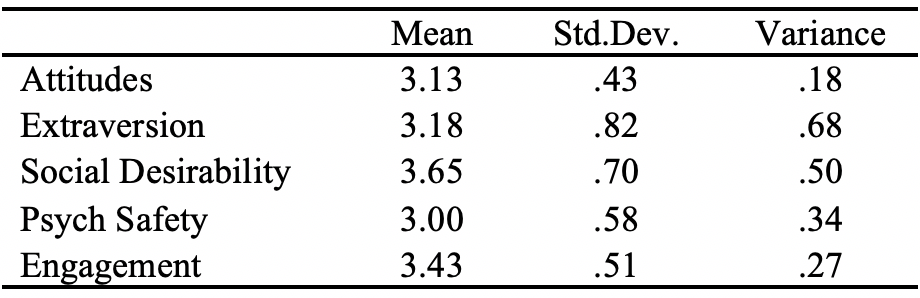 Mean Std.Dev. Variance
Attitudes 3.13 .43 .18
Extraversion 3.18 .82 .68
Social Desirability 3.65 .70 .50
Psych Safety 3.00 .58 .34
Engagement 3.43 .51 .27